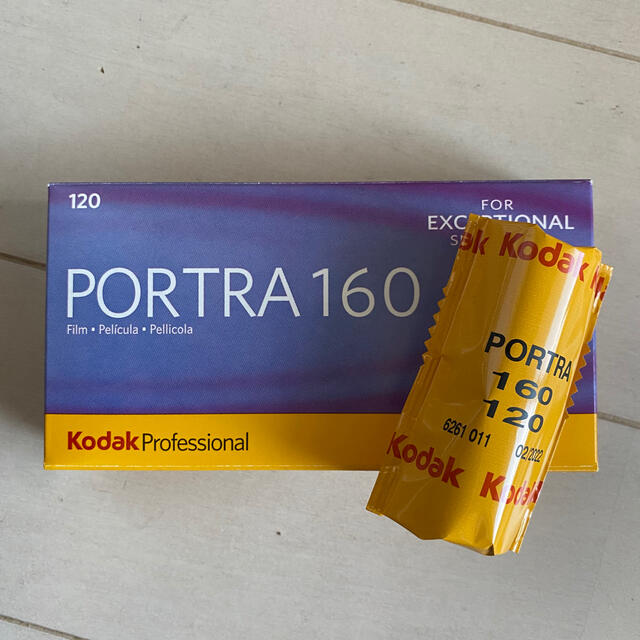 120
FOR
EXCEPTIONAL
PORTRA 160
Film • Película • Pellicola
Kodak Professional
Kodak
PORTRA
160
120
6261 011
02/2022
Kodak Kodak